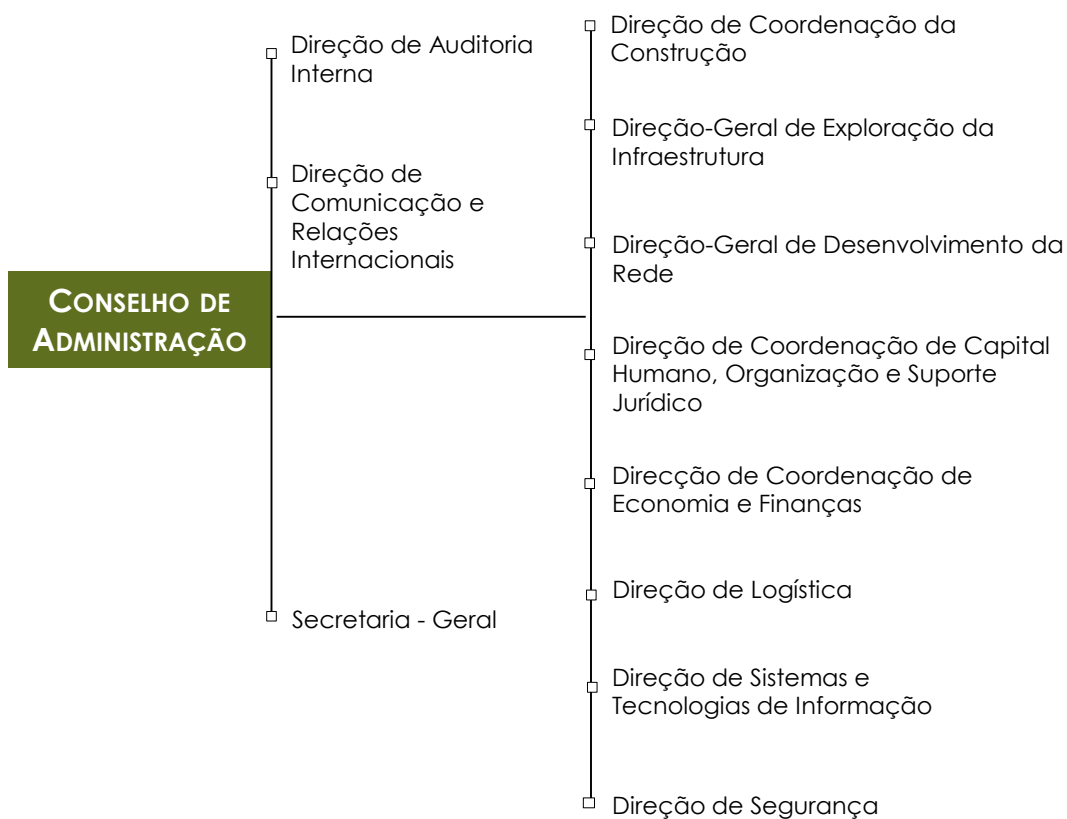 CONSELHO DE
ADMINISTRAÇÃO
Direção de Auditoria
Interna
Direção de
Comunicação e
Relações
Internacionais
Secretaria - Geral
Direção de Coordenação da
Construção
Direção-Geral de Exploração da
Infraestrutura
Direção-Geral de Desenvolvimento da
Rede
Direção de Coordenação de Capital
Humano, Organização e Suporte
Jurídico
Direcção de Coordenação de
Economia e Finanças
Direção de Logística
Direção de Sistemas e
Tecnologias de Informação
Direção de Segurança